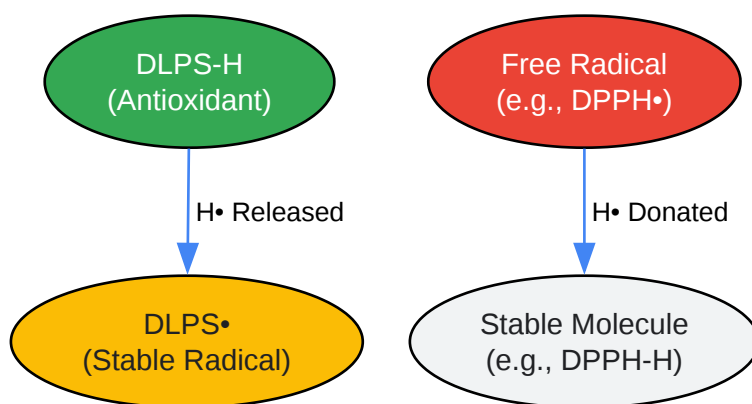 DLPS-H
(Antioxidant)
Free Radical
(e.g., DPPH•)
H• Released
H• Donated
DLPS•
(Stable Radical)
Stable Molecule
(e.g., DPPH-H)